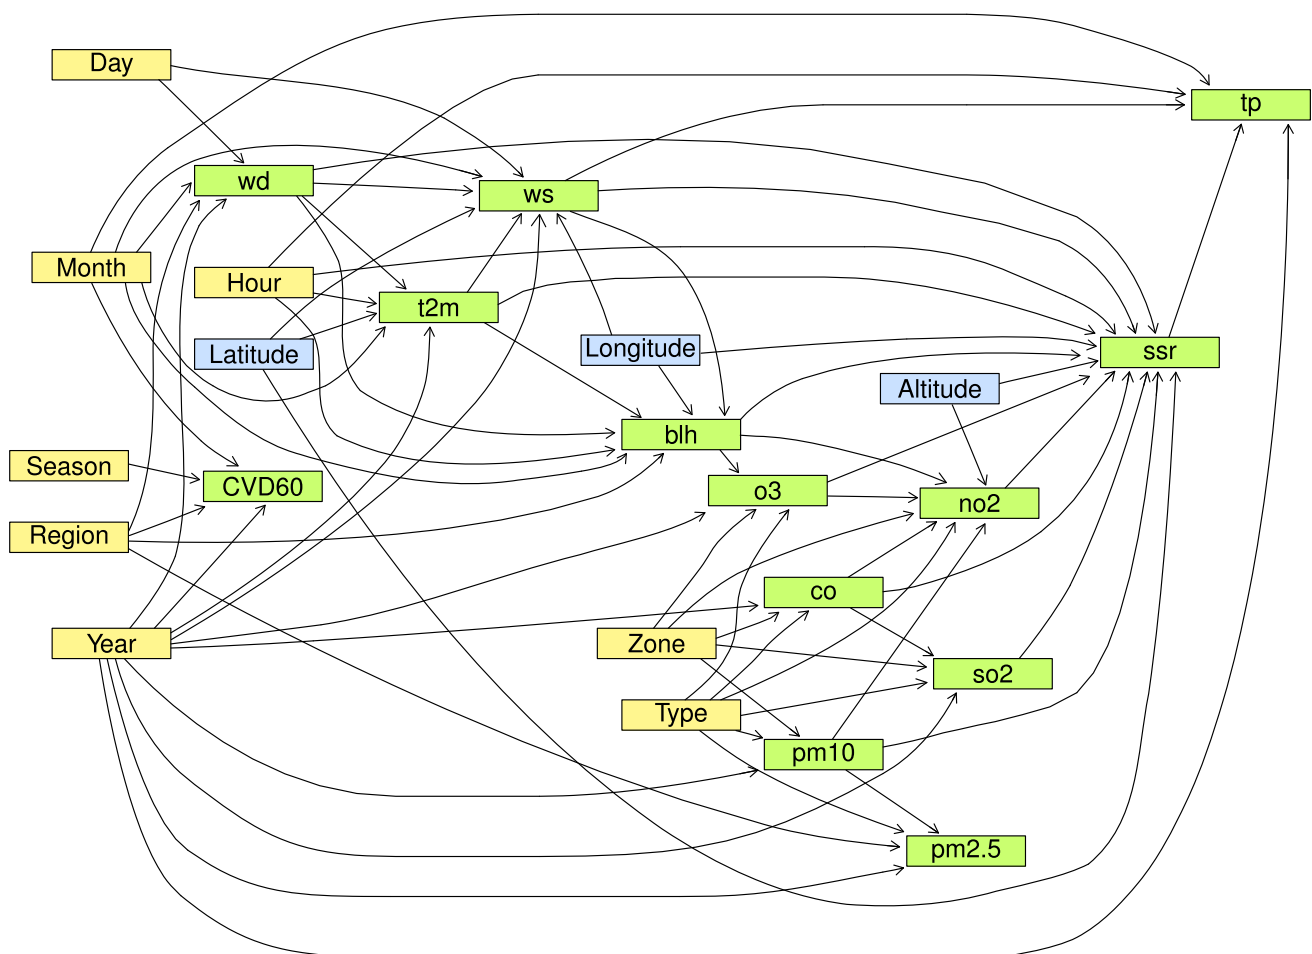 Day
tp
wd
ws
Month
Hour
t2m
Latitude
Longitude
ssr
Altitude
blh
Season
CVD60
o3
no2
Region
co
Year
Zone
so2
Type
pm10
pm2.5